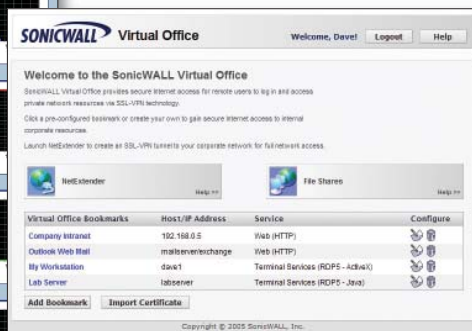 SONICWALL Virtual Office
Welcome, Dave!
Logout
Help
Welcome to the SonicWALL Virtual Office
SonicWALL Virtual Office provides secure Internet access for remote users to log in and access
private network resources via SSL-VPN technology.
Click a pre-configured bookmark or create your own to gain secure Internet access to internal
corporate resources.
Launch NetExtender to create an SSL-VPN tunnel to your corporate network for full network access.
NetExtender
Help >>
File Shares
Help >>
Virtual Office Bookmarks Host/IP Address Service Configure
Company Intranet 192.168.0.5 Web (HTTP)
Outlook Web Mail mailserver/exchange Web (HTTP)
My Workstation dave1 Terminal Services (RDP5 - ActiveX)
Lab Server labserver Terminal Services (RDP5 - Java)
Add Bookmark Import Certificate
Copyright © 2005 SonicWALL, Inc.